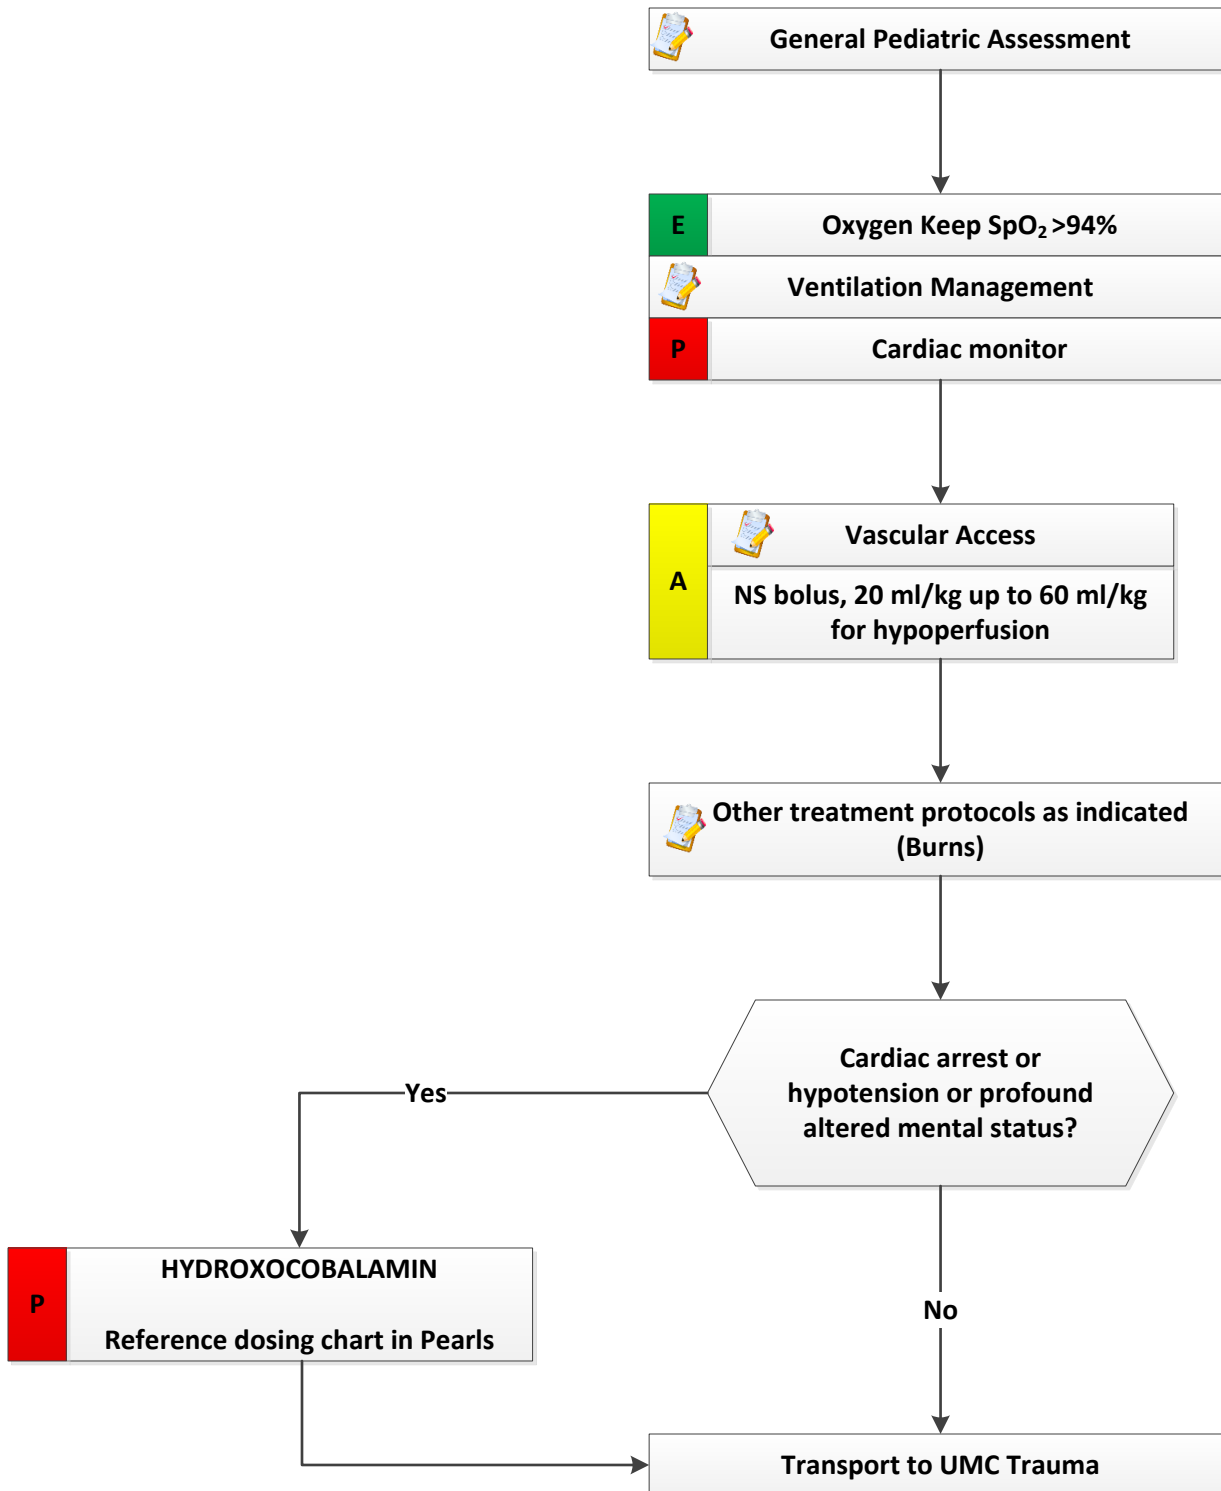 General Pediatric Assessment
E
Oxygen Keep SpO₂ >94%
Ventilation Management
P
Cardiac monitor
A
Vascular Access
NS bolus, 20 ml/kg up to 60 ml/kg
for hypoperfusion
Other treatment protocols as indicated
(Burns)
Cardiac arrest or
hypotension or profound
altered mental status?
Yes
P
HYDROXOCOBALAMIN
Reference dosing chart in Pearls
No
Transport to UMC Trauma